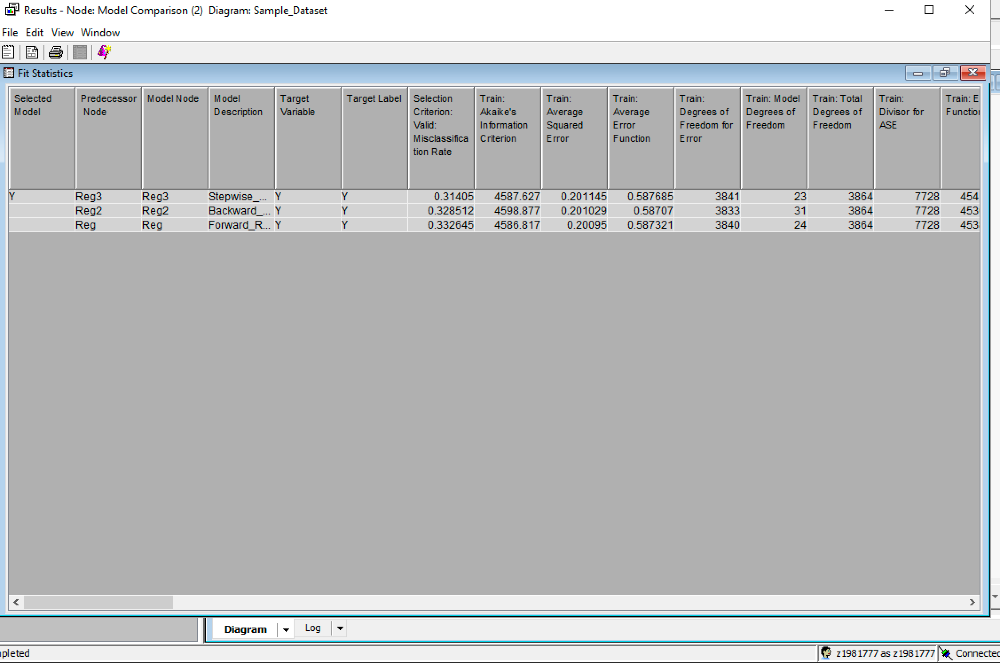 Results - Node: Model Comparison (2) Diagram: Sample_Dataset
File Edit View Window
Fit Statistics
Selected Model
Predecessor Node
Model Node
Model Description
Target Variable
Target Label
Selection Criterion: Valid: Misclassification Rate
Train: Akaike's Information Criterion
Train: Average Squared Error
Train: Average Error Function
Train: Degrees of Freedom for Error
Train: Model Degrees of Freedom
Train: Total Degrees of Freedom
Train: Divisor for ASE
Train: E
Y Reg3 Reg3 Stepwise_... Y Y 0.31405 4587.627 0.201145 0.587685 3841 23 3864 7728 454
Reg2 Reg2 Backward_... Y Y 0.328512 4598.877 0.201029 0.58707 3833 31 3864 7728 453
Reg Reg Forward_R... Y Y 0.332645 4586.817 0.20095 0.587321 3840 24 3864 7728 453
Diagram Log
pleted z1981777 as z1981777 Connected